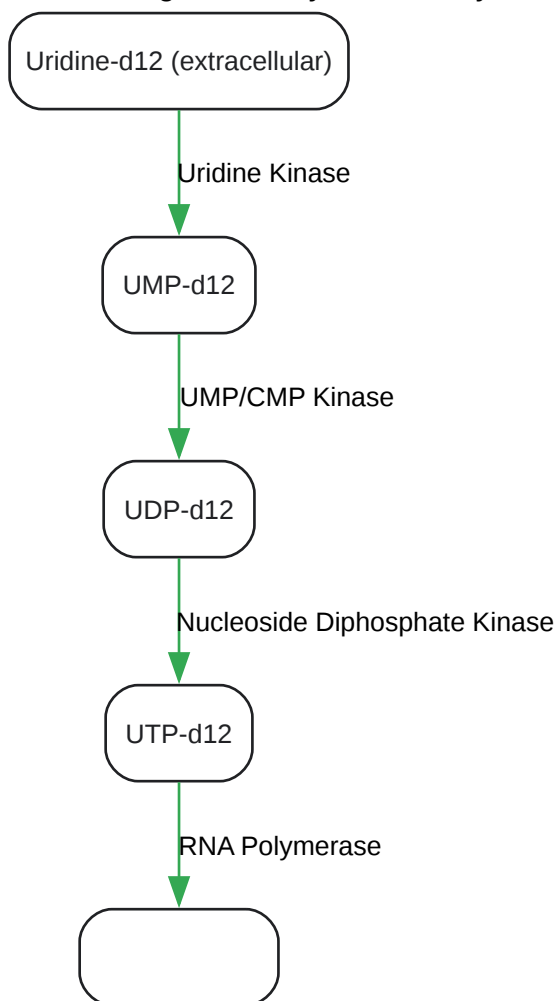 Uridine-d12 (extracellular)
Uridine Kinase
UMP-d12
UMP/CMP Kinase
UDP-d12
Nucleoside Diphosphate Kinase
UTP-d12
RNA Polymerase